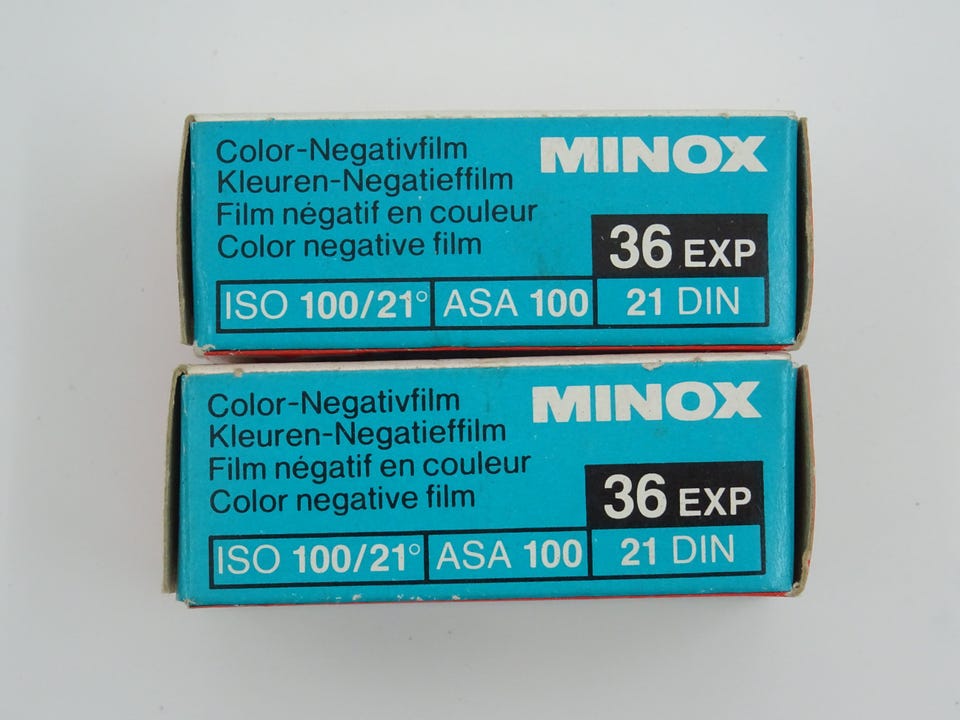 Color-Negativfilm
MINOX
Kleuren-Negatieffilm
Film négatif en couleur
Color negative film
36 EXP
ISO 100/21° ASA 100 21 DIN
Color-Negativfilm
MINOX
Kleuren-Negatieffilm
Film négatif en couleur
Color negative film
36 EXP
ISO 100/21° ASA 100 21 DIN